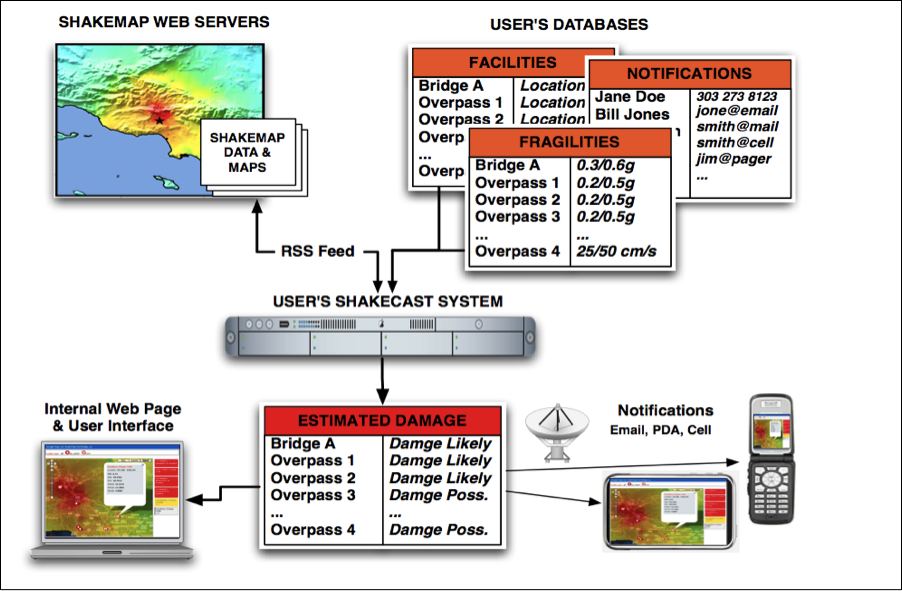 SHAKEMAP WEB SERVERS
USER'S DATABASES
SHAKEMAP
DATA &
MAPS
FACILITIES
Bridge A Location
Overpass 1 Location
Overpass 2 Location
Overp
...
Overp
NOTIFICATIONS
Jane Doe 303 273 8123
Bill Jones jone@email
smith@mail
smith@cell
jim@pager
...
FRAGILITIES
Bridge A 0.3/0.6g
Overpass 1 0.2/0.5g
Overpass 2 0.2/0.5g
Overpass 3 0.2/0.5g
... ...
Overpass 4 25/50 cm/s
RSS Feed
USER'S SHAKECAST SYSTEM
Internal Web Page
& User Interface
ESTIMATED DAMAGE
Bridge A Damge Likely
Overpass 1 Damge Likely
Overpass 2 Damge Likely
Overpass 3 Damge Poss.
... ...
Overpass 4 Damge Poss.
Notifications
Email, PDA, Cell